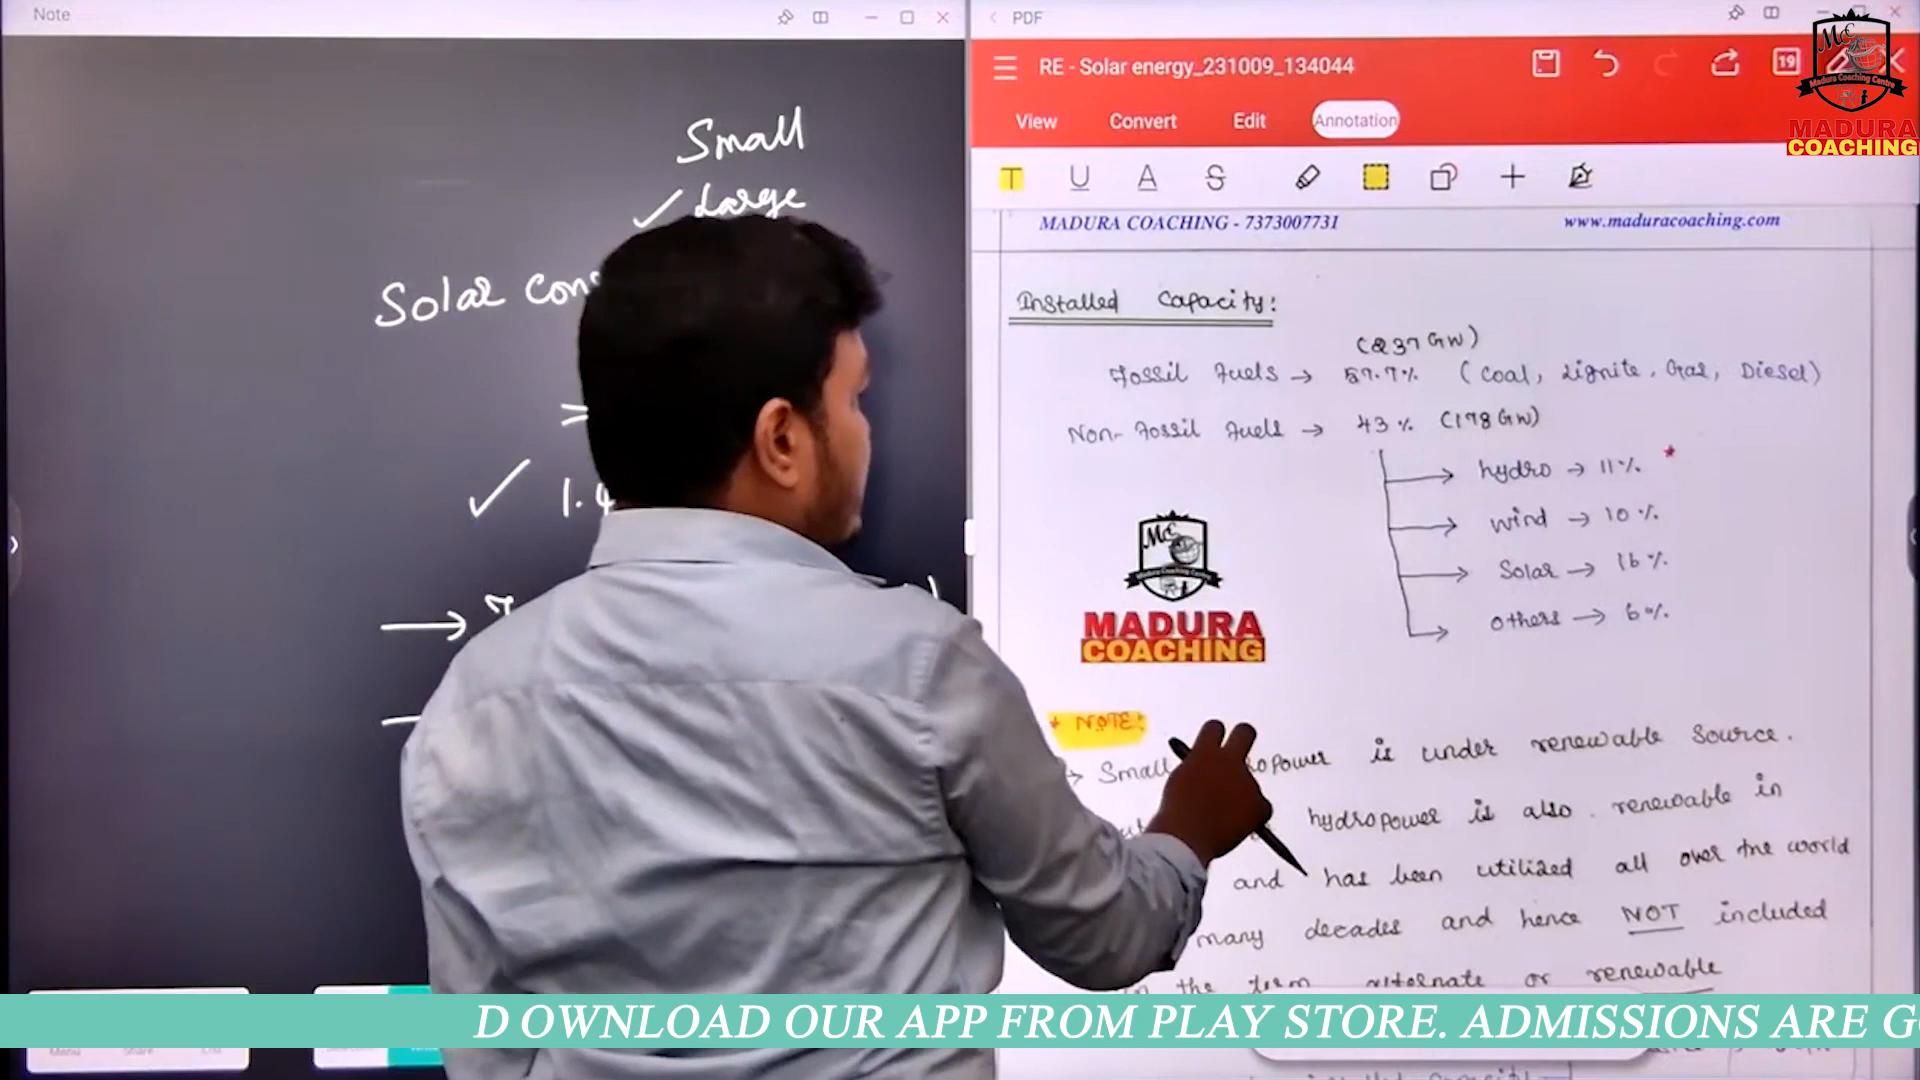 Note
PDF
RE - Solar energy_231009_134044
19
View Convert Edit Annotation
T U A S
MADURA COACHING
MADURA COACHING - 7373007731 www.maduracoaching.com
Small
✓ Large
Solar
=
✓ 1.4
→
Installed Capacity:
(237 GW)
Fossil Fuels → 57.7% (Coal, Lignite, Gas, Diesel)
Non-Fossil Fuels → 43% (178 GW)
→ hydro → 11% *
→ wind → 10%
→ Solar → 16%
→ others → 6%
MCC
MADURA
COACHING
* NOTE:
→ Small is under renewable Source.
hydropower is also renewable in
and has been utilized all over the world
many decades and hence NOT included
the term alternate or renewable
D OWNLOAD OUR APP FROM PLAY STORE. ADMISSIONS ARE G